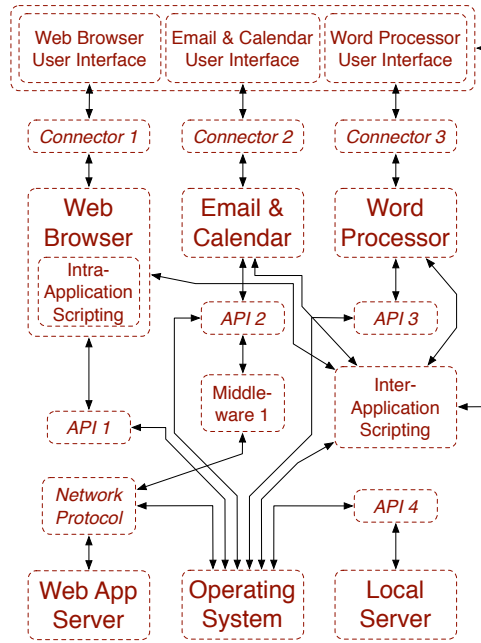 Web Browser
User Interface
Email & Calendar
User Interface
Word Processor
User Interface
Connector 1
Connector 2
Connector 3
Web
Browser
Intra-
Application
Scripting
Email &
Calendar
Word
Processor
API 2
API 3
Middle-
ware 1
Inter-
Application
Scripting
API 1
Network
Protocol
API 4
Web App
Server
Operating
System
Local
Server